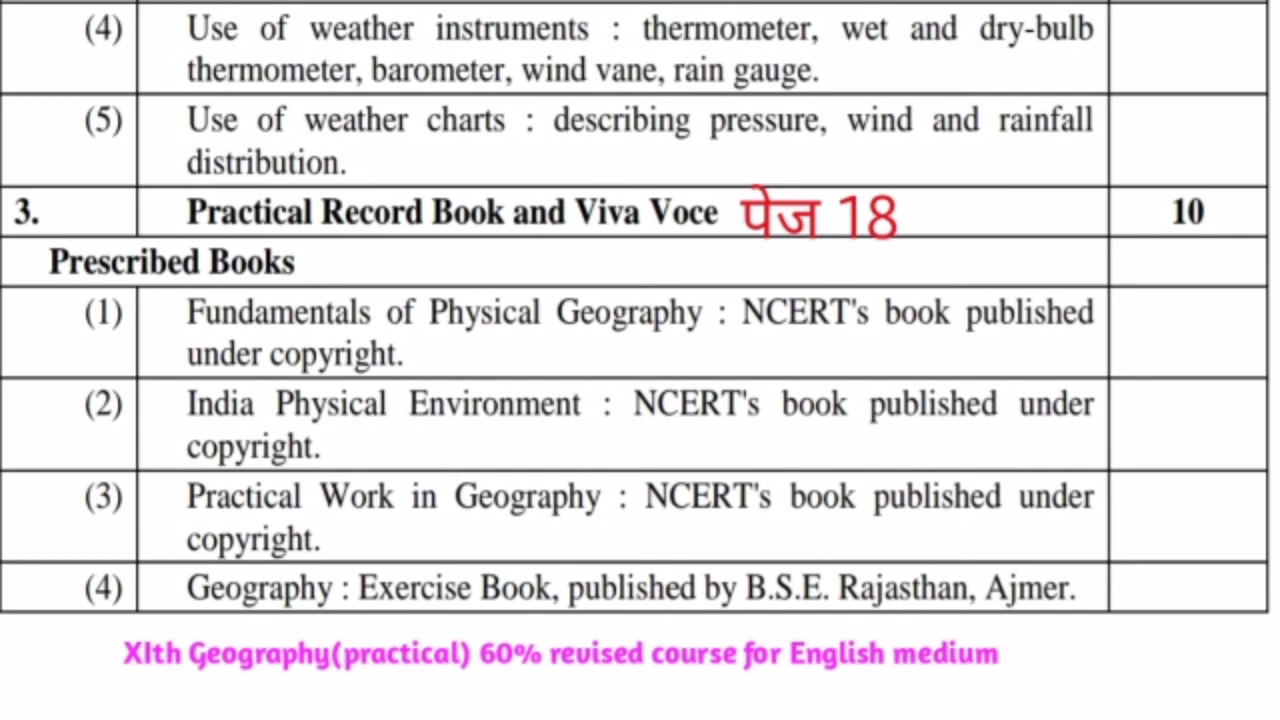 (4) Use of weather instruments : thermometer, wet and dry-bulb
thermometer, barometer, wind vane, rain gauge.
(5) Use of weather charts : describing pressure, wind and rainfall
distribution.
3. Practical Record Book and Viva Voce पेज 18 10
Prescribed Books
(1) Fundamentals of Physical Geography : NCERT's book published
under copyright.
(2) India Physical Environment : NCERT's book published under
copyright.
(3) Practical Work in Geography : NCERT's book published under
copyright.
(4) Geography : Exercise Book, published by B.S.E. Rajasthan, Ajmer.
XIth Geography(practical) 60% revised course for English medium